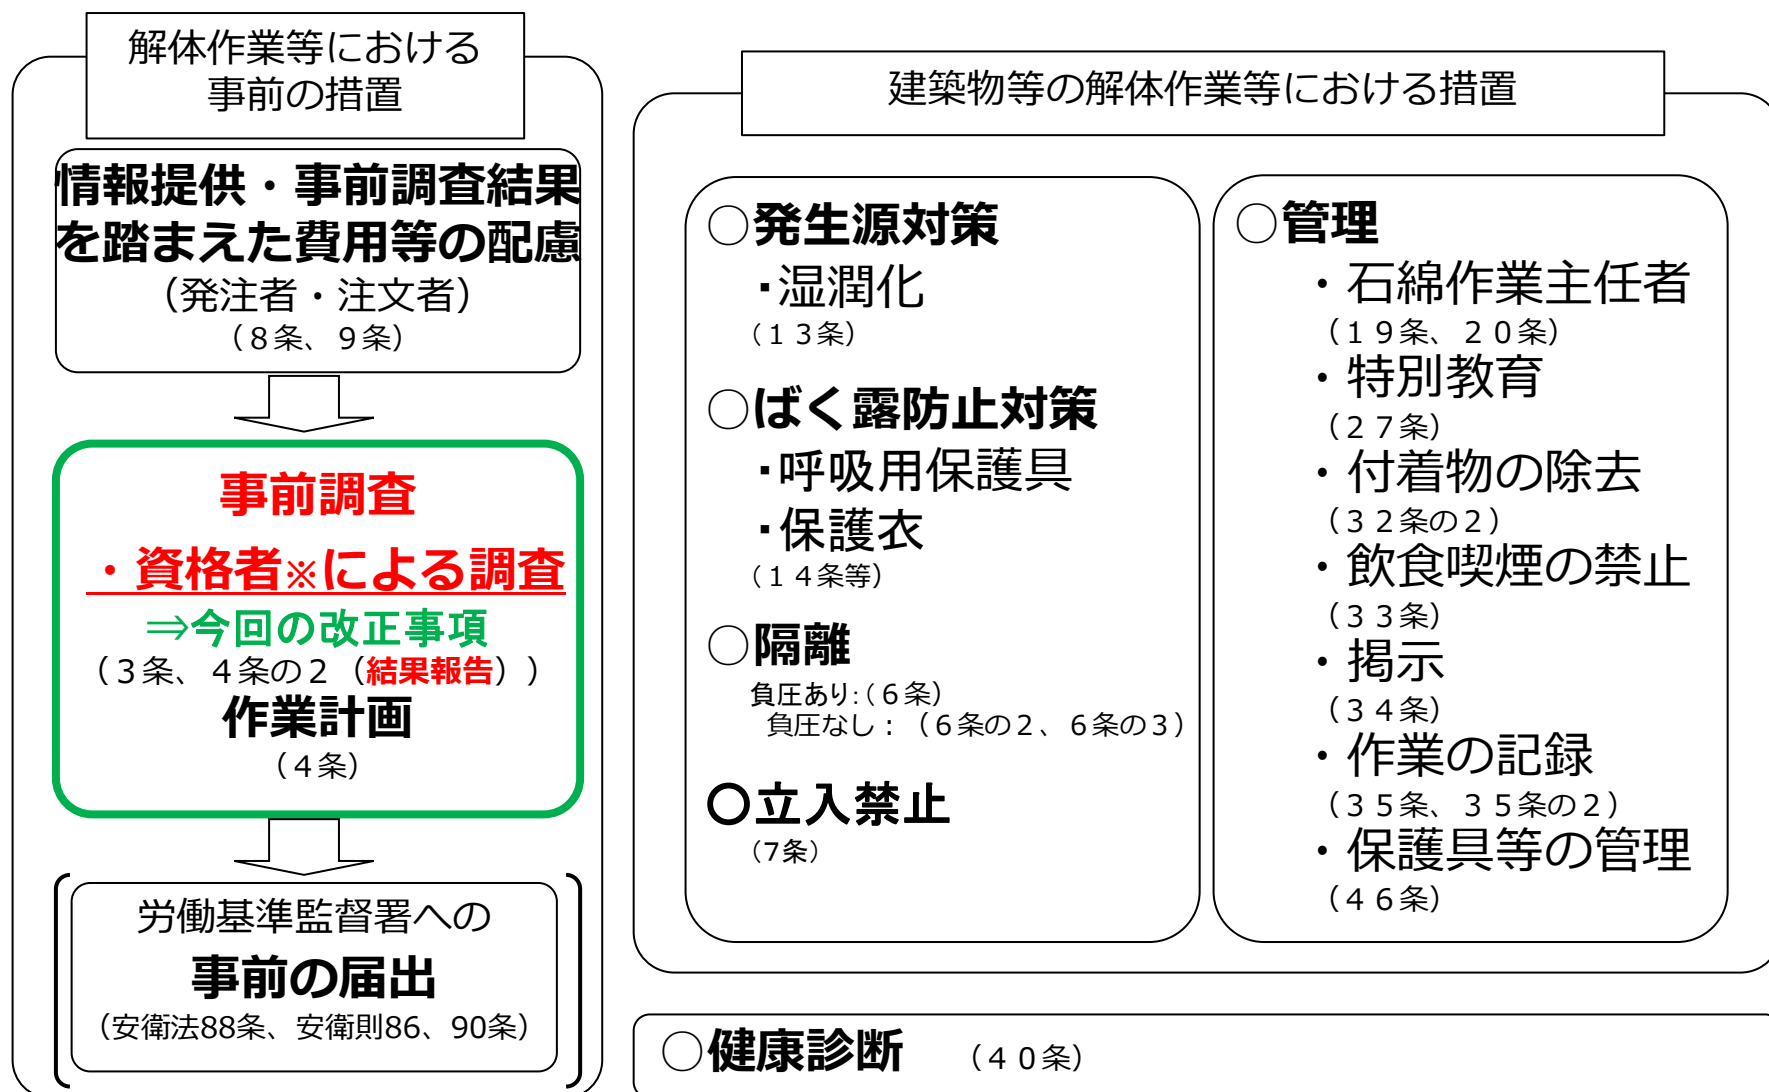 解体作業等における
事前の措置
情報提供・事前調査結果
を踏まえた費用等の配慮
（発注者・注文者）
（８条、９条）
事前調査
・資格者※による調査
⇒今回の改正事項
（３条、４条の２（結果報告））
作業計画
（４条）
労働基準監督署への
事前の届出
（安衛法88条、安衛則86、90条）
建築物等の解体作業等における措置
○発生源対策
・湿潤化
（１３条）
○ばく露防止対策
・呼吸用保護具
・保護衣
（１４条等）
○隔離
負圧あり:（６条）
負圧なし：（６条の２、６条の３）
○立入禁止
（7条）
○管理
・石綿作業主任者
（１９条、２０条）
・特別教育
（２７条）
・付着物の除去
（３２条の２）
・飲食喫煙の禁止
（３３条）
・掲示
（３４条）
・作業の記録
（３５条、３５条の２）
・保護具等の管理
（４６条）
○健康診断　（４０条）